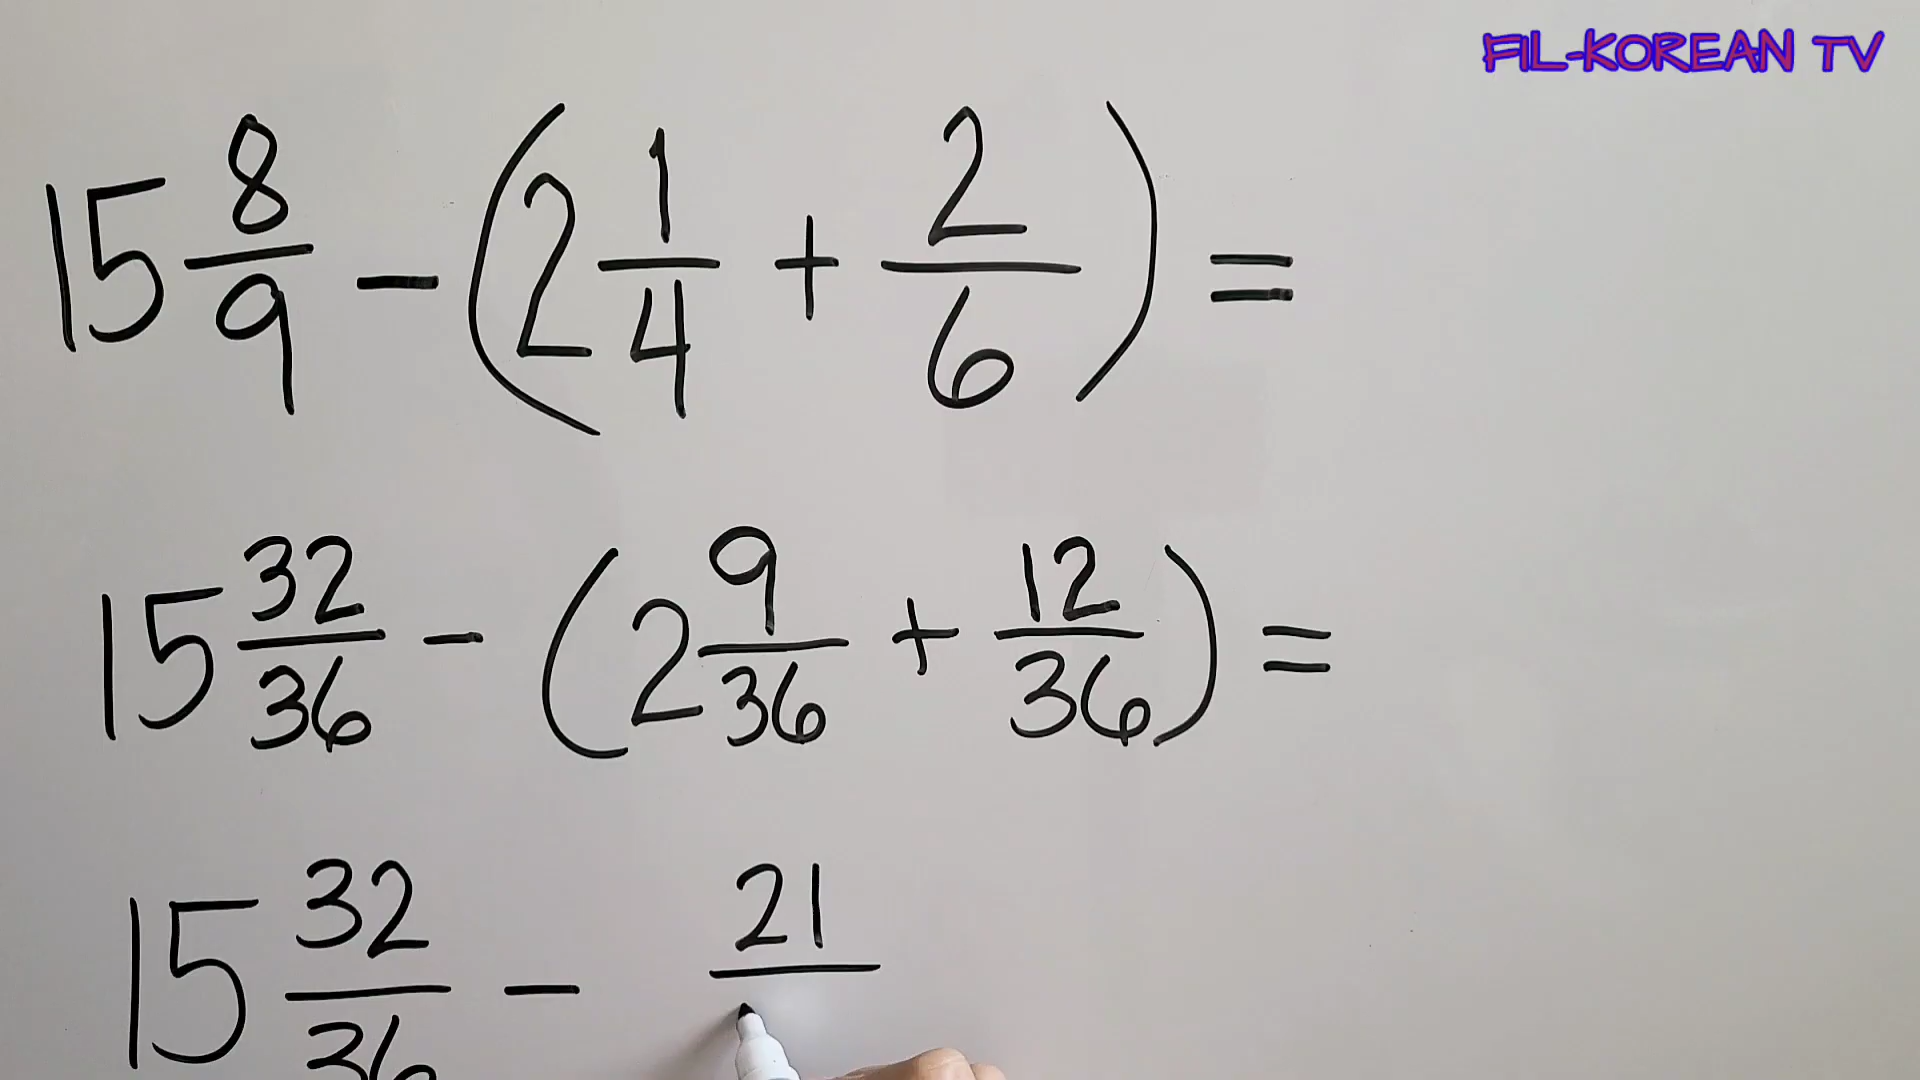 FIL-KOREAN TV
15 8/9 - (2 1/4 + 2/6) =
15 32/36 - (2 9/36 + 12/36) =
15 32/36 - 21/